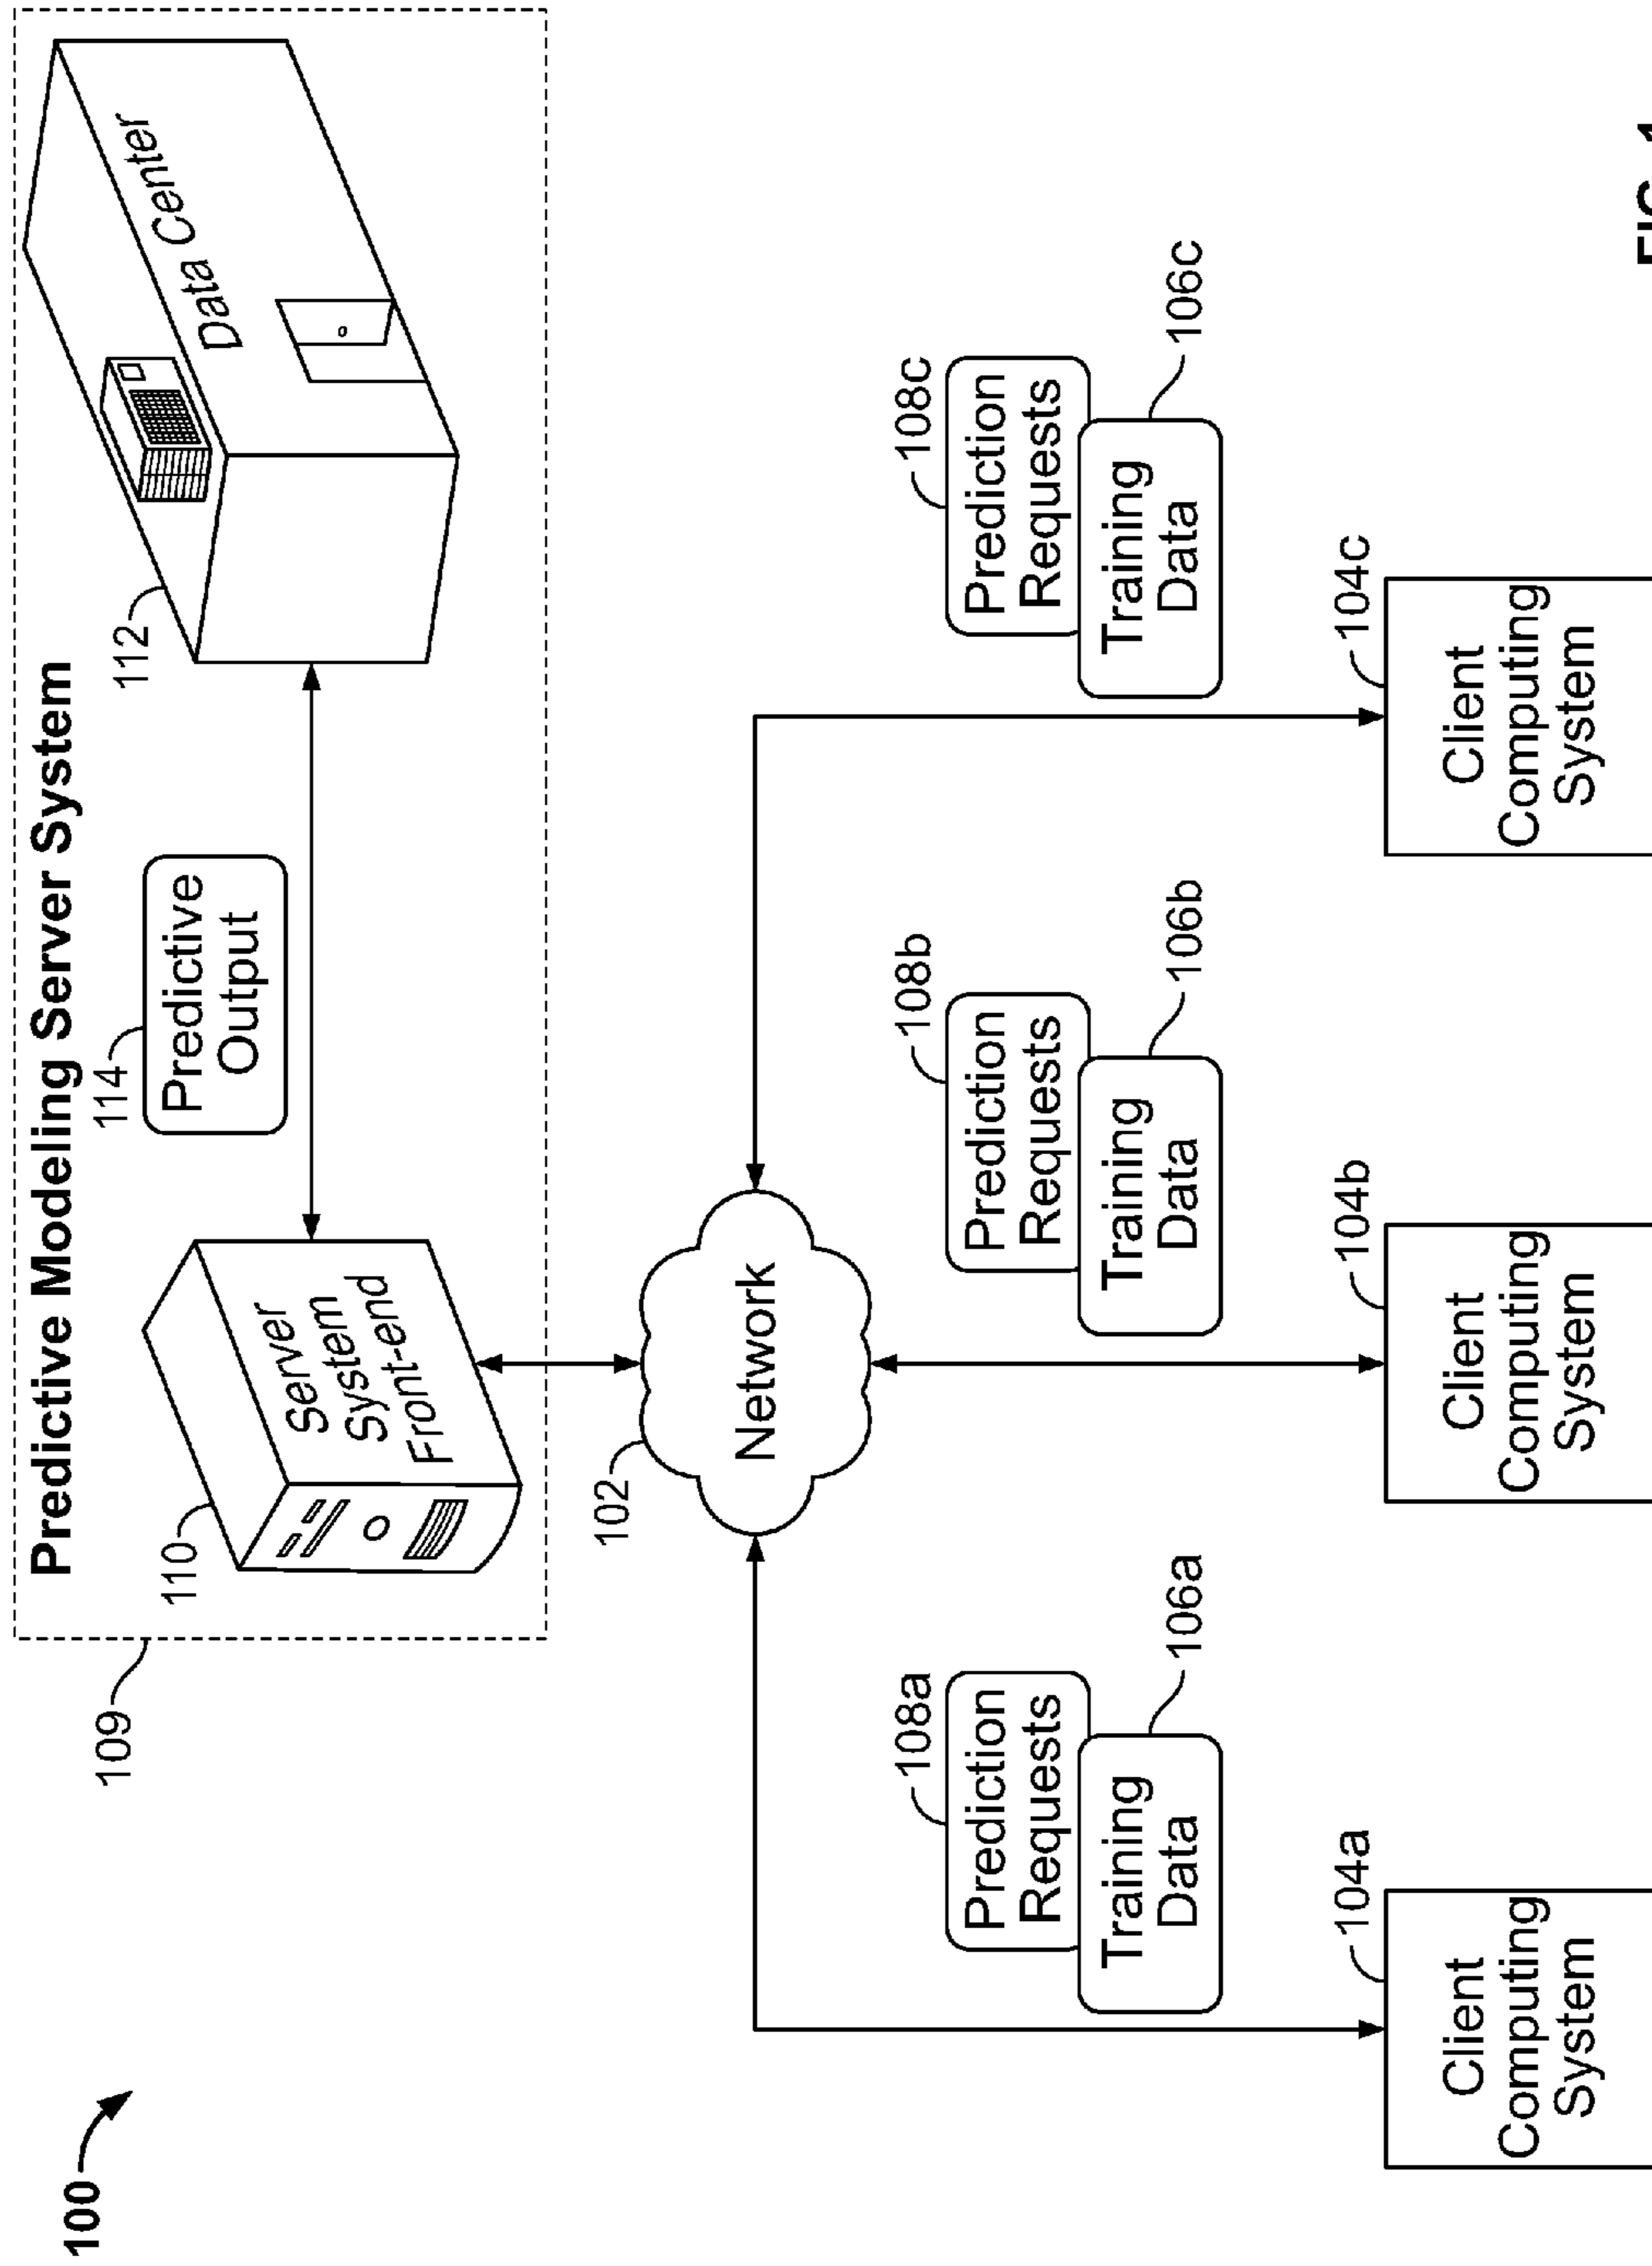 100
109
Predictive Modeling Server System
110
Server
System
Front-end
114
Predictive
Output
112
Data Center
102
Network
108a
Prediction
Requests
Training
Data
106a
108b
Prediction
Requests
Training
Data
106b
108c
Prediction
Requests
Training
Data
106c
104a
Client
Computing
System
104b
Client
Computing
System
104c
Client
Computing
System